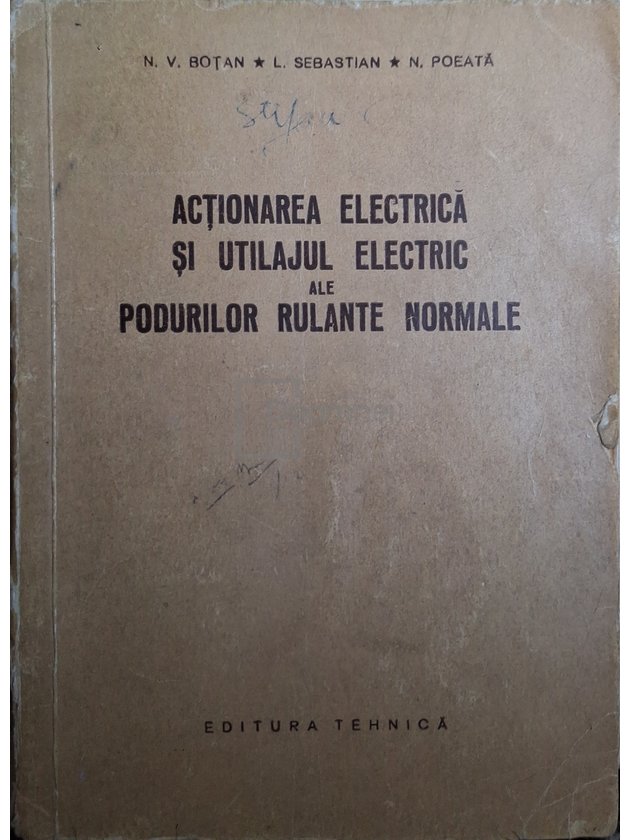 N. V. BOȚAN ★ L. SEBASTIAN ★ N. POEATĂ
ACȚIONAREA ELECTRICĂ
ȘI UTILAJUL ELECTRIC
ALE
PODURILOR RULANTE NORMALE
EDITURA TEHNICĂ